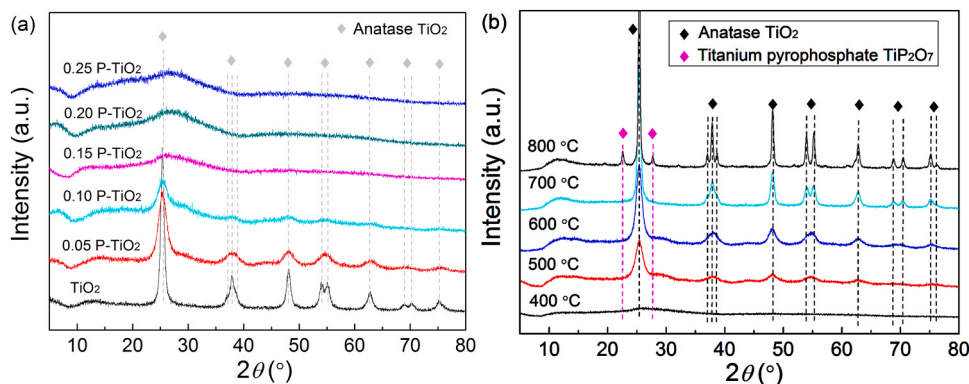 (a)
Anatase TiO₂
0.25 P-TiO₂
0.20 P-TiO₂
0.15 P-TiO₂
0.10 P-TiO₂
0.05 P-TiO₂
TiO₂
Intensity (a.u.)
10 20 30 40 50 60 70 80
2θ (°)
(b)
Anatase TiO₂
Titanium pyrophosphate TiP₂O₇
800 °C
700 °C
600 °C
500 °C
400 °C
Intensity (a.u.)
10 20 30 40 50 60 70 80
2θ (°)